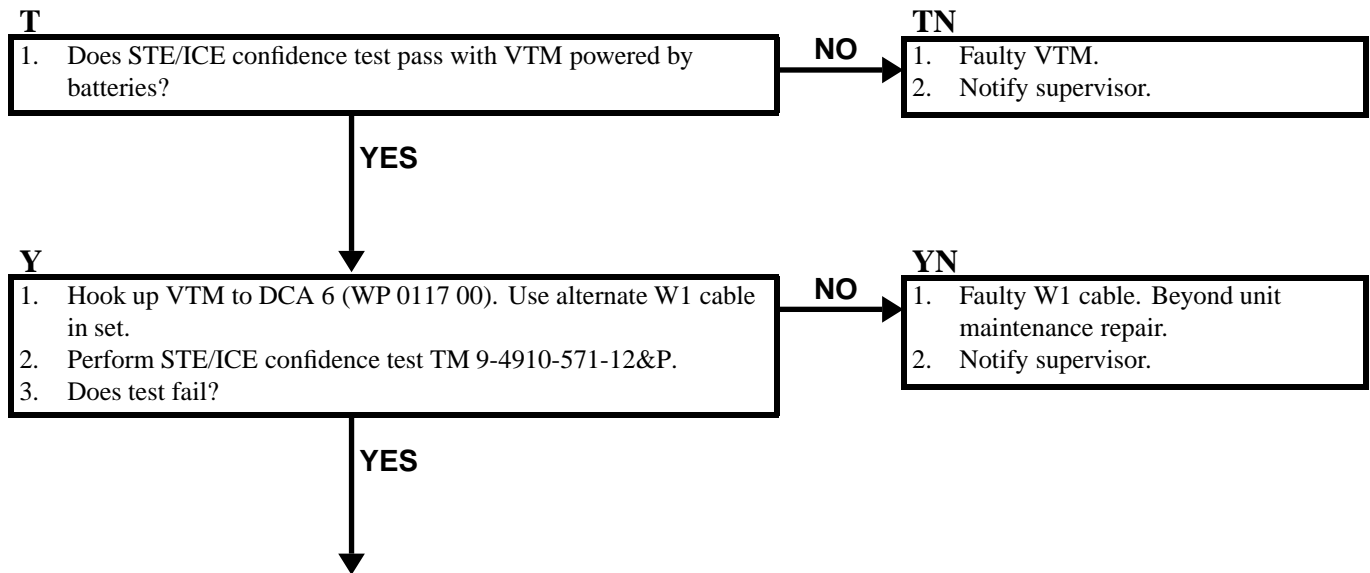 T
1. Does STE/ICE confidence test pass with VTM powered by
batteries?
NO
TN
1. Faulty VTM.
2. Notify supervisor.
YES
Y
1. Hook up VTM to DCA 6 (WP 0117 00). Use alternate W1 cable
in set.
2. Perform STE/ICE confidence test TM 9-4910-571-12&P.
3. Does test fail?
NO
YN
1. Faulty W1 cable. Beyond unit
maintenance repair.
2. Notify supervisor.
YES